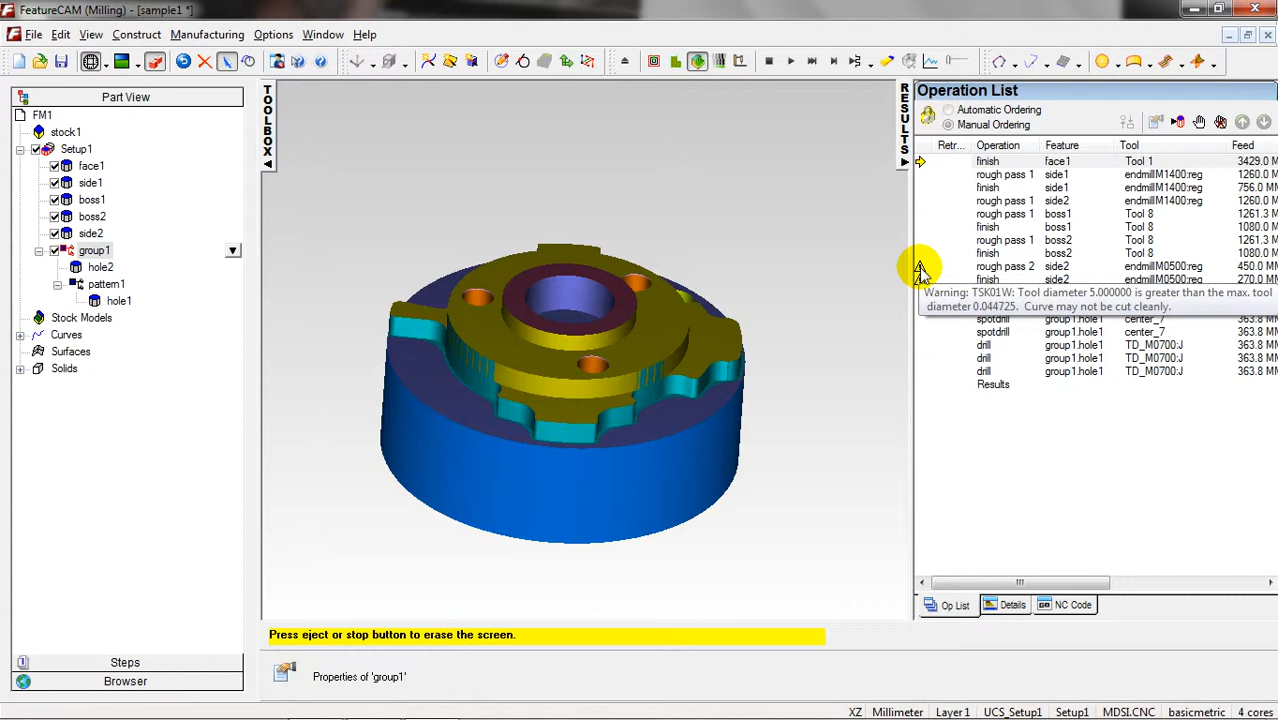 FeatureCAM (Milling) - [sample1 *]
File Edit View Construct Manufacturing Options Window Help
Part View
FM1
stock1
Setup1
face1
side1
boss1
boss2
side2
group1
hole2
pattern1
hole1
Stock Models
Curves
Surfaces
Solids
Steps
Browser
TOOLBOX
RESULTS
Press eject or stop button to erase the screen.
Properties of 'group1'
Operation List
Automatic Ordering
Manual Ordering
Retr... Operation Feature Tool Feed
finish face1 Tool 1 3429.0 M
rough pass 1 side1 endmillM1400:reg 1260.0 M
finish side1 endmillM1400:reg 756.0 M
rough pass 1 side2 endmillM1400:reg 1260.0 M
rough pass 1 boss1 Tool 8 1261.3 M
finish boss1 Tool 8 1080.0 M
rough pass 1 boss2 Tool 8 1261.3 M
finish boss2 Tool 8 1080.0 M
rough pass 2 side2 endmillM0500:reg 450.0 M
finish side2 endmillM0500:reg 270.0 M
Warning: TSK01W: Tool diameter 5.000000 is greater than the max. tool
diameter 0.044725. Curve may not be cut cleanly.
spotdrill group1.hole1 center_7 363.8 M
spotdrill group1.hole1 center_7 363.8 M
drill group1.hole1 TD_M0700:J 363.8 M
drill group1.hole1 TD_M0700:J 363.8 M
drill group1.hole1 TD_M0700:J 363.8 M
Results
Op List Details NC Code
XZ Millimeter Layer1 UCS_Setup1 Setup1 MDSI.CNC basicmetric 4 cores